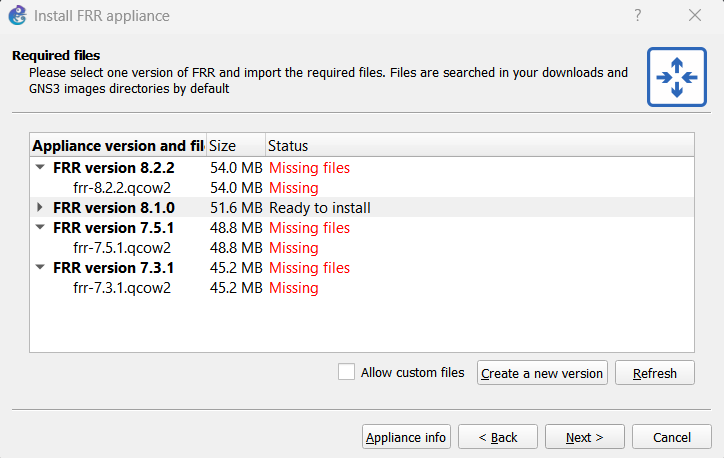 Install FRR appliance
Required files
Please select one version of FRR and import the required files. Files are searched in your downloads and
GNS3 images directories by default
Appliance version and fil Size Status
FRR version 8.2.2 54.0 MB Missing files
frr-8.2.2.qcow2 54.0 MB Missing
FRR version 8.1.0 51.6 MB Ready to install
FRR version 7.5.1 48.8 MB Missing files
frr-7.5.1.qcow2 48.8 MB Missing
FRR version 7.3.1 45.2 MB Missing files
frr-7.3.1.qcow2 45.2 MB Missing
Allow custom files Create a new version Refresh
Appliance info < Back Next > Cancel